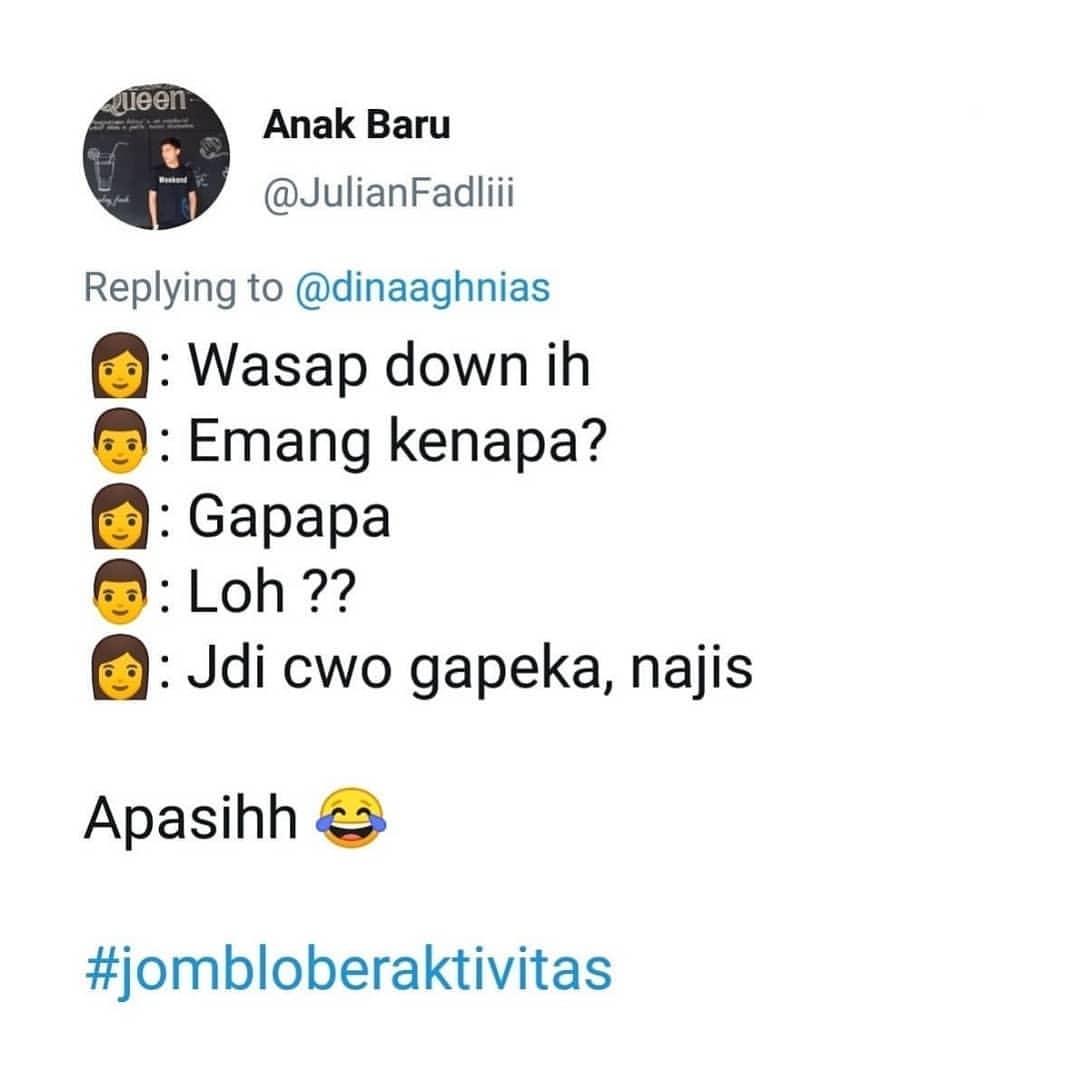 Queen
Weekend
Anak Baru
@JulianFadliii
Replying to @dinaaghnias
👩: Wasap down ih
👨: Emang kenapa?
👩: Gapapa
👨: Loh ??
👩: Jdi cwo gapeka, najis
Apasihh 😂
#jombloberaktivitas